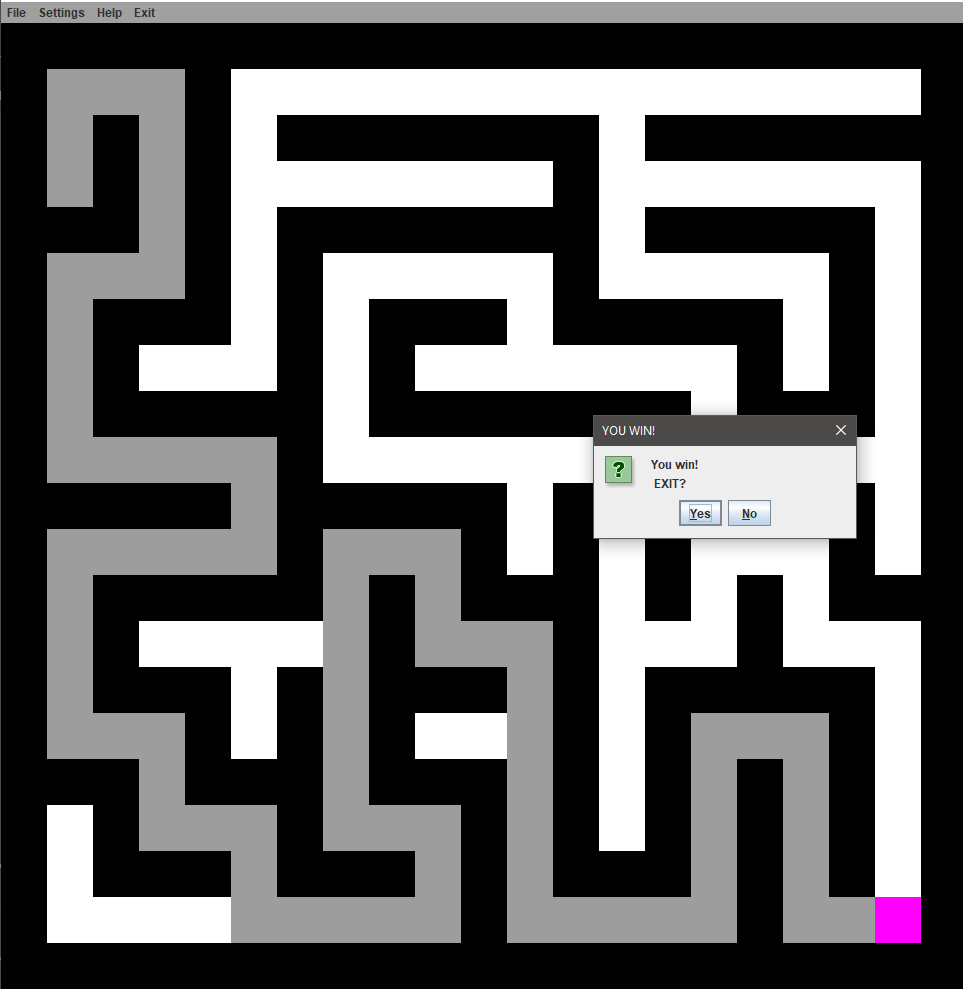 File Settings Help Exit
YOU WIN!
?
You win!
EXIT?
Yes No